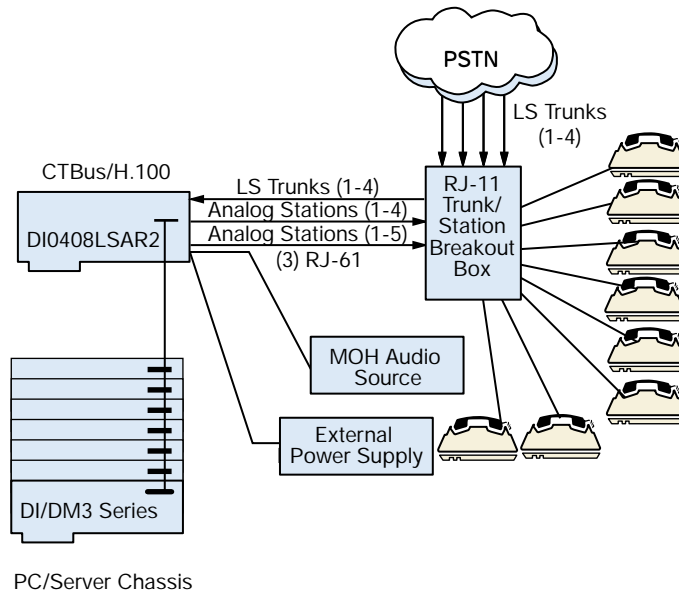 PSTN
LS Trunks
(1-4)
CTBus/H.100
DI0408LSAR2
LS Trunks (1-4)
Analog Stations (1-4)
Analog Stations (1-5)
(3) RJ-61
RJ-11
Trunk/
Station
Breakout
Box
MOH Audio
Source
External
Power Supply
DI/DM3 Series
PC/Server Chassis